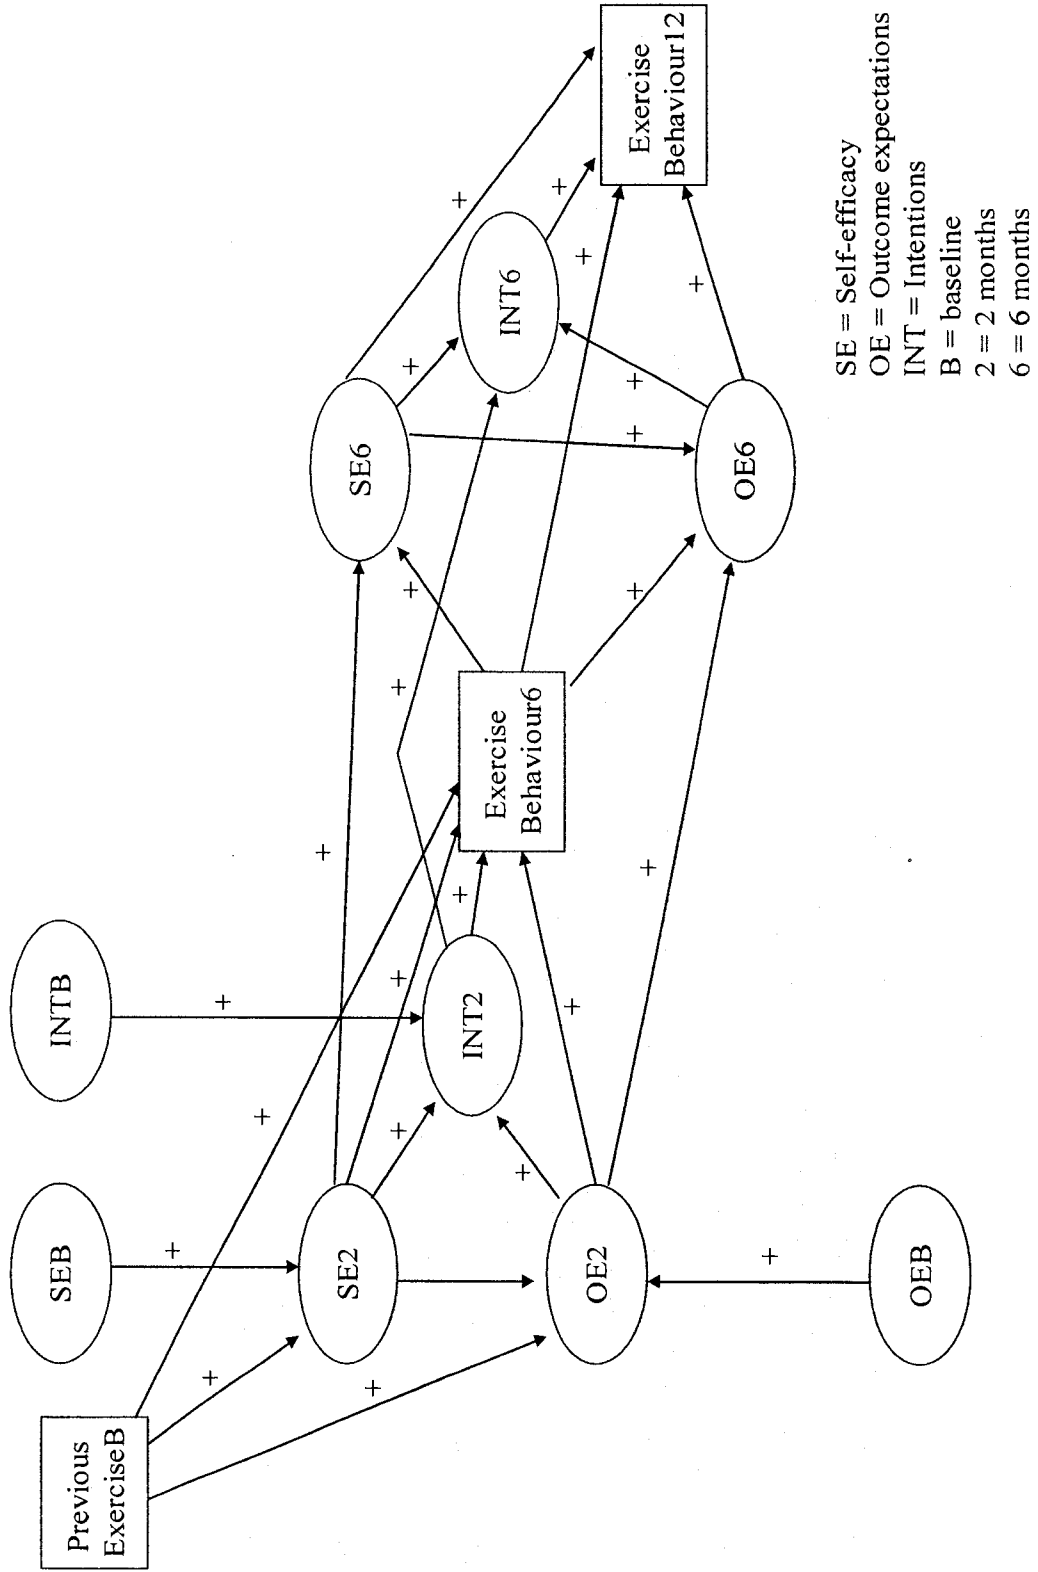 Previous
ExerciseB
SEB
INTB
+
+
+
+
+
+
SE2
+
+
+
SE6
+
+
+
INT2
+
+
+
+
Exercise
Behaviour6
+
INT6
+
+
Exercise
Behaviour12
OE2
+
+
+
+
+
OE6
+
OEB
SE = Self-efficacy
OE = Outcome expectations
INT = Intentions
B = baseline
2 = 2 months
6 = 6 months